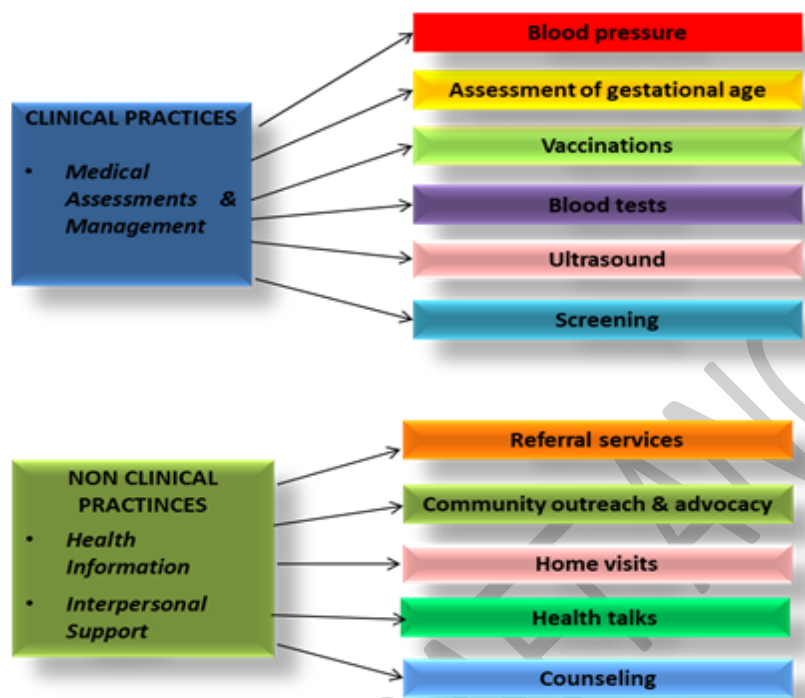 Blood pressure
CLINICAL PRACTICES
Assessment of gestational age
Vaccinations
• Medical
Assessments &
Management
Blood tests
Ultrasound
Screening
Referral services
NON CLINICAL
PRACTINCES
Community outreach & advocacy
• Health
Information
Home visits
• Interpersonal
Support
Health talks
Counseling